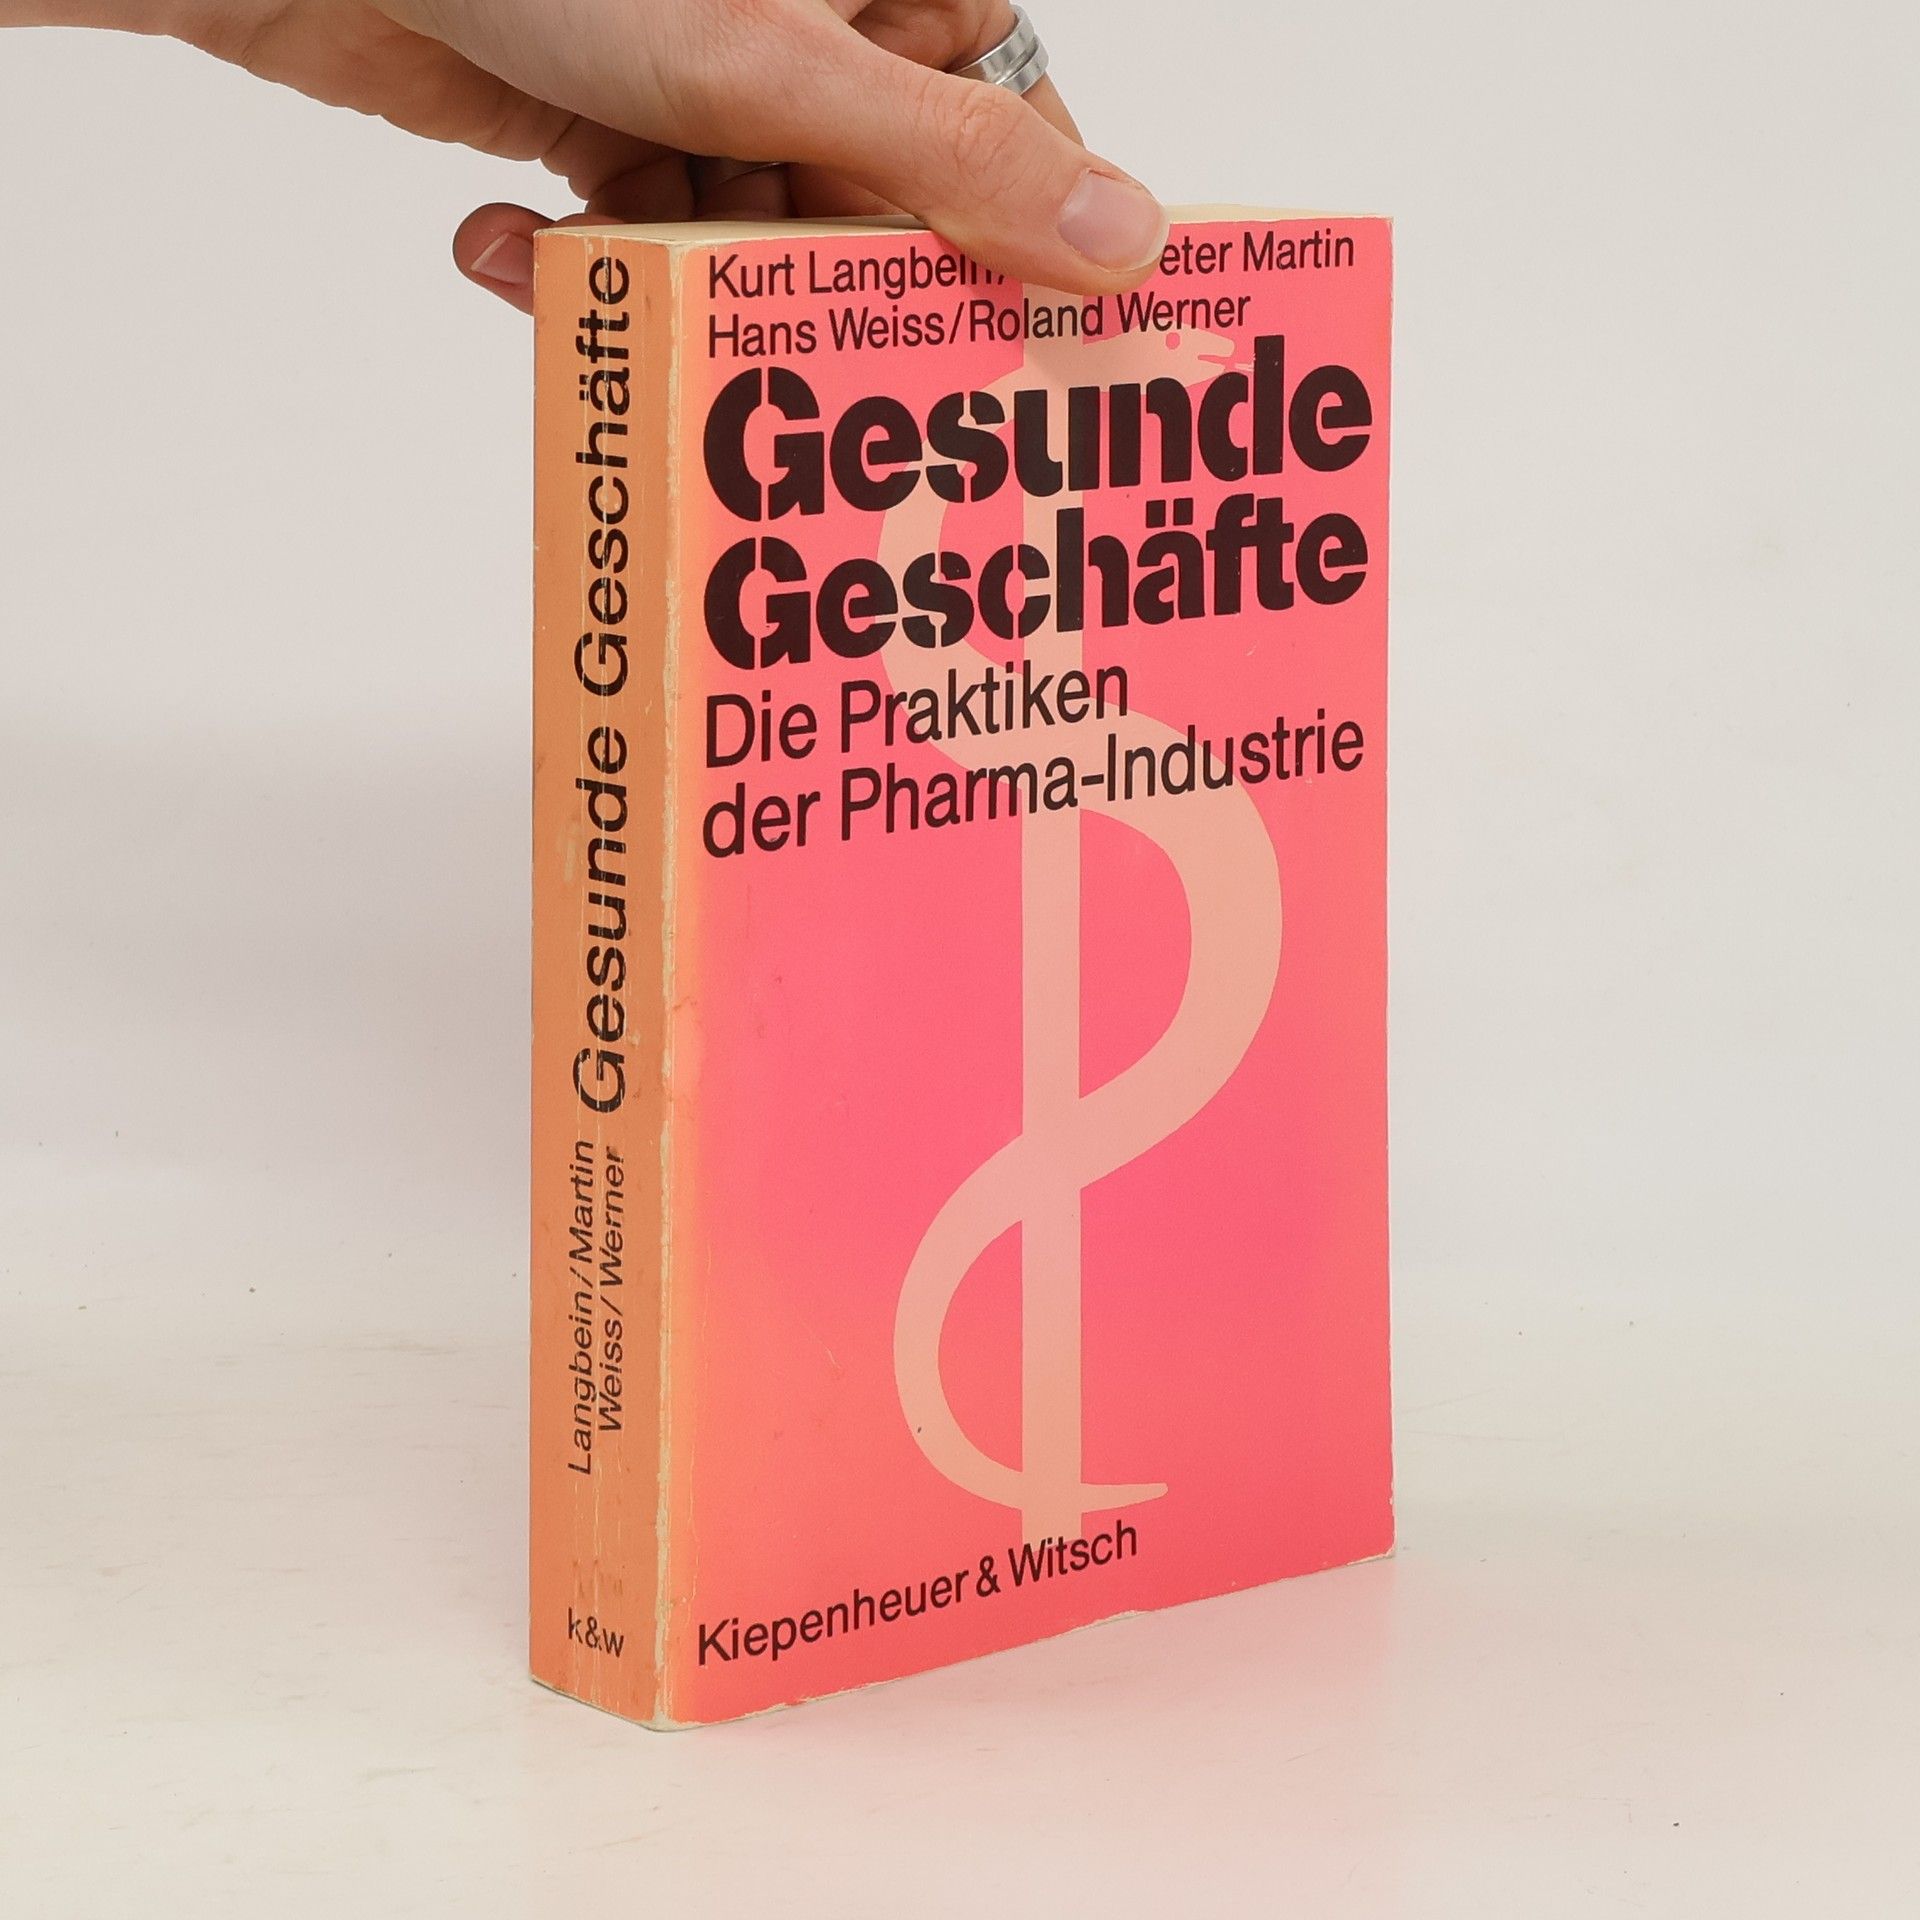 Kurt Langbein/ eter Martin
Hans Weiss/Roland Werner
Gesunde
Geschäfte
Die Praktiken
der Pharma-Industrie
Kiepenheuer & Witsch
Langbein/Martin
Weiss/Werner
Gesunde Geschäfte
k&w